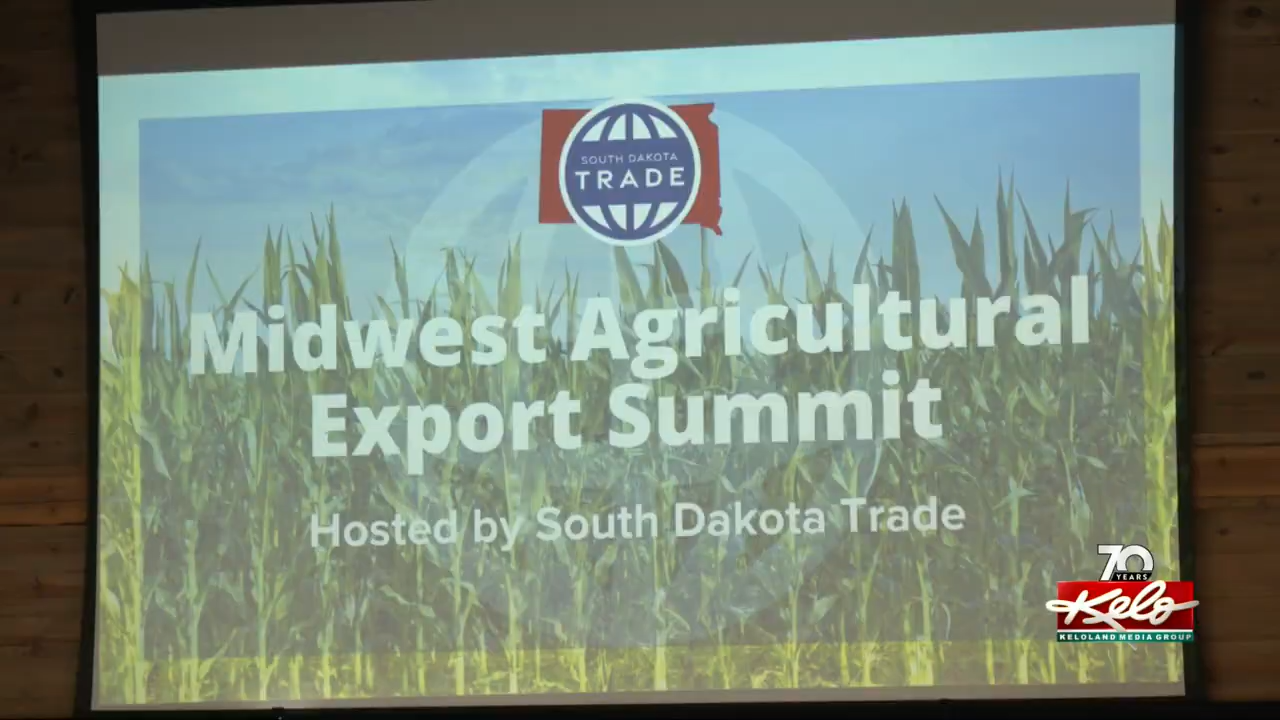 SOUTH DAKOTA
TRADE
Midwest Agricultural
Export Summit
Hosted by South Dakota Trade
70
YEARS
Kelo
KELOLAND MEDIA GROUP